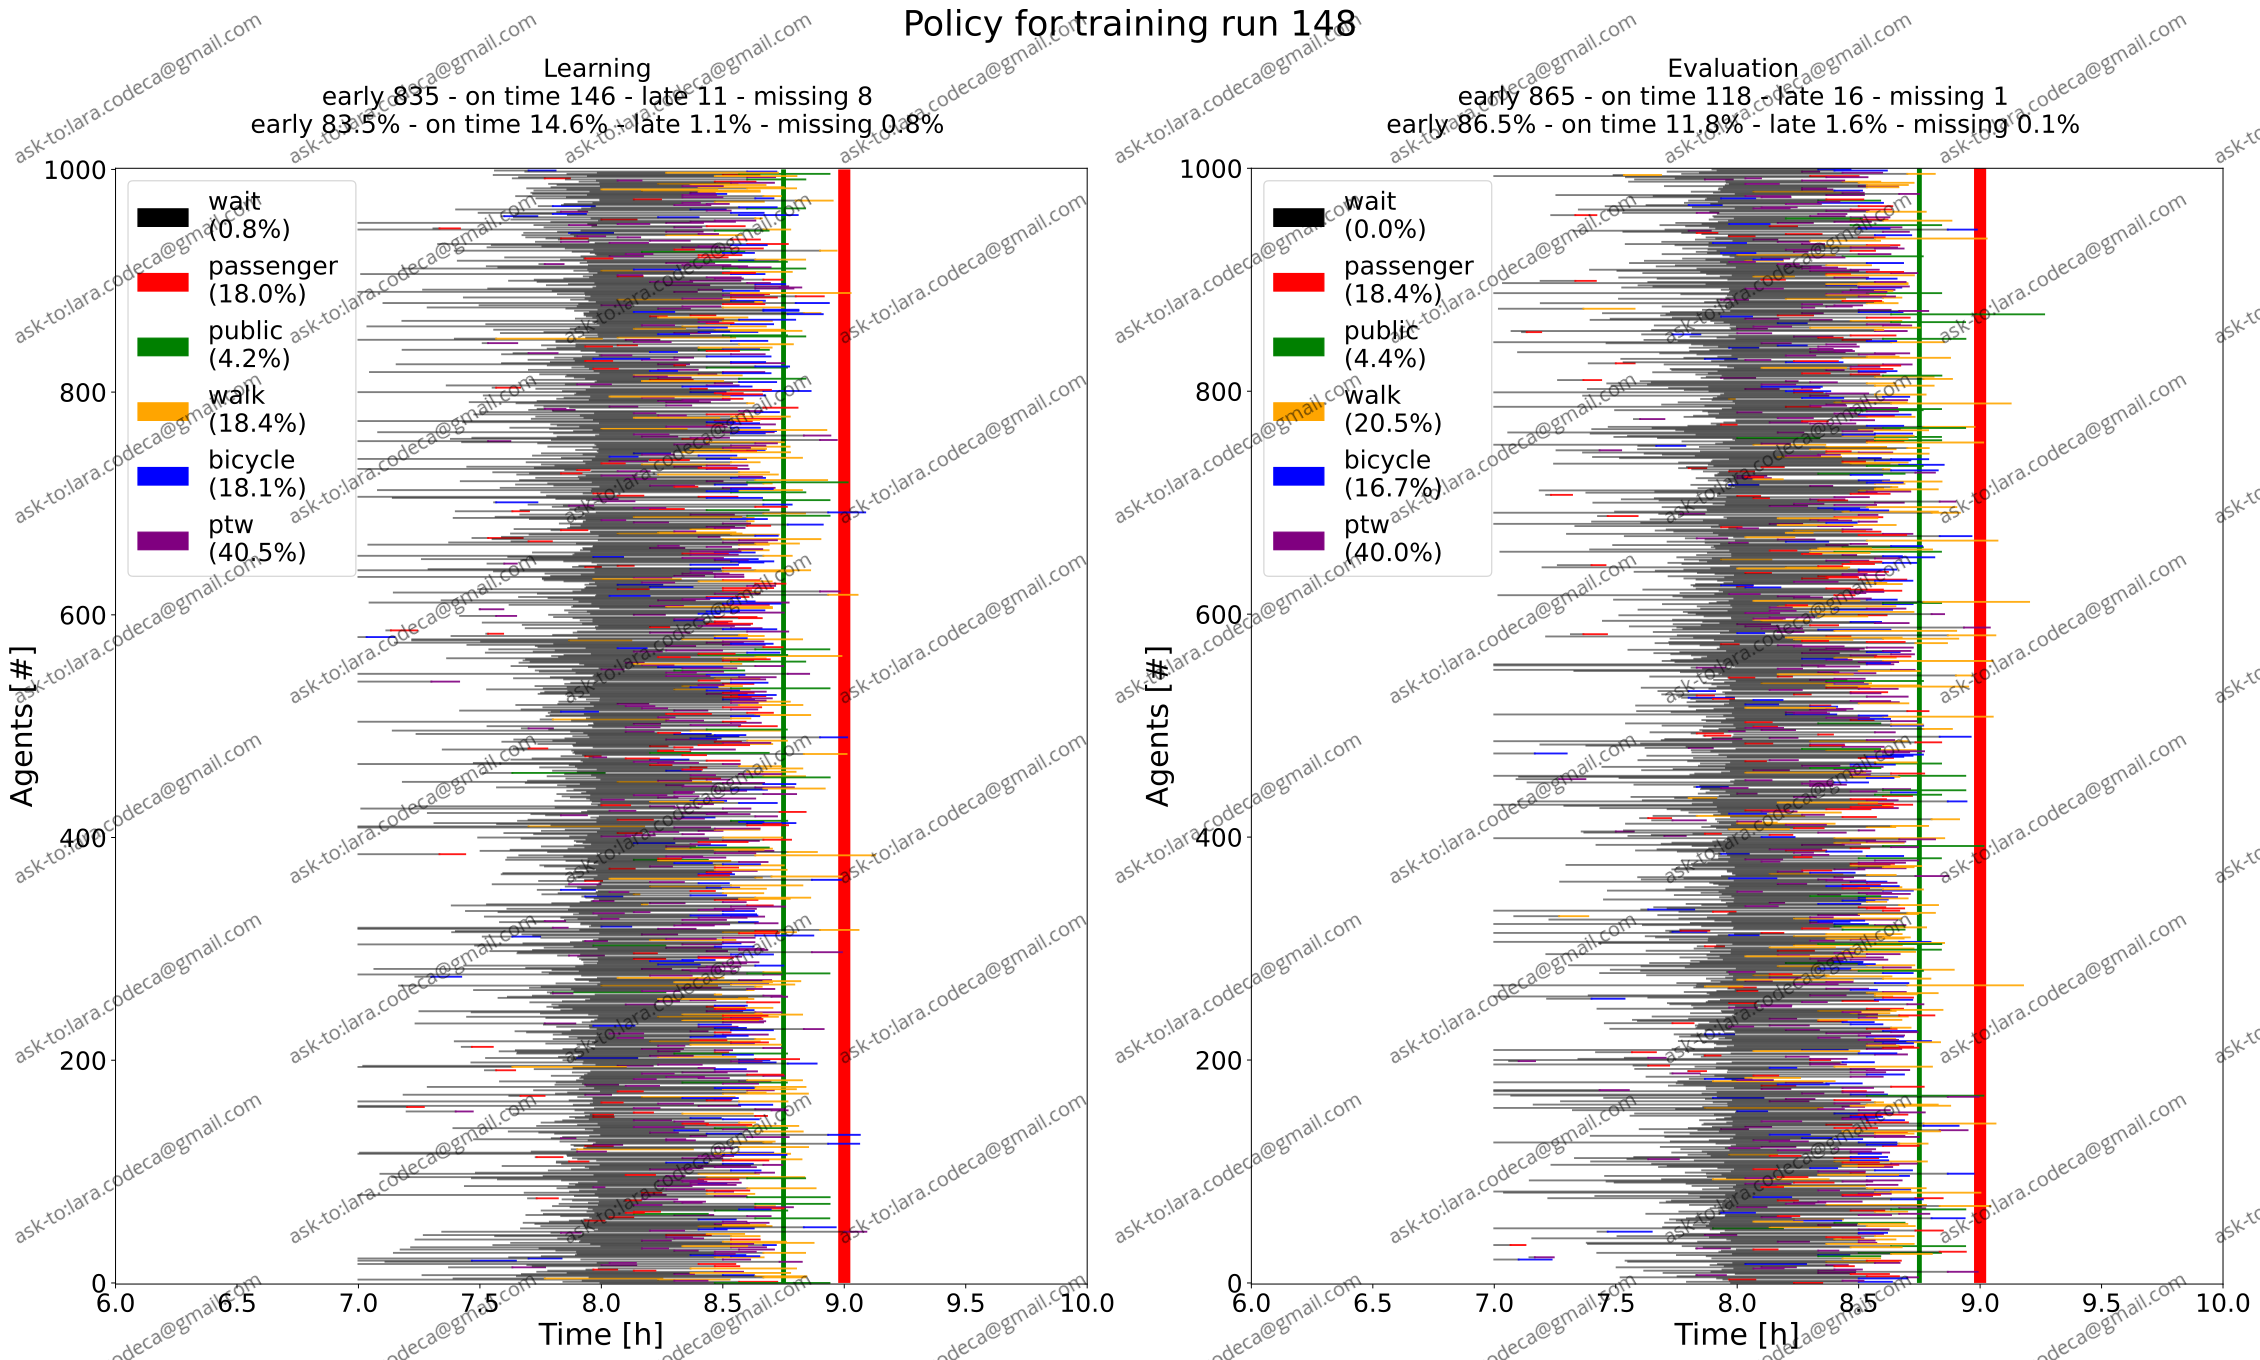 Policy for training run 148
Learning
early 835 - on time 146 - late 11 - missing 8
early 83.5% - on time 14.6% - late 1.1% - missing 0.8%
Evaluation
early 865 - on time 118 - late 16 - missing 1
early 86.5% - on time 11.8% - late 1.6% - missing 0.1%
wait
(0.8%)
passenger
(18.0%)
public
(4.2%)
walk
(18.4%)
bicycle
(18.1%)
ptw
(40.5%)
wait
(0.0%)
passenger
(18.4%)
public
(4.4%)
walk
(20.5%)
bicycle
(16.7%)
ptw
(40.0%)
Agents [#]
1000
800
600
400
200
0
6.0 6.5 7.0 7.5 8.0 8.5 9.0 9.5 10.0
Time [h]
Agents [#]
1000
800
600
400
200
0
6.0 6.5 7.0 7.5 8.0 8.5 9.0 9.5 10.0
Time [h]
ask-to:lara.codeca@gmail.com